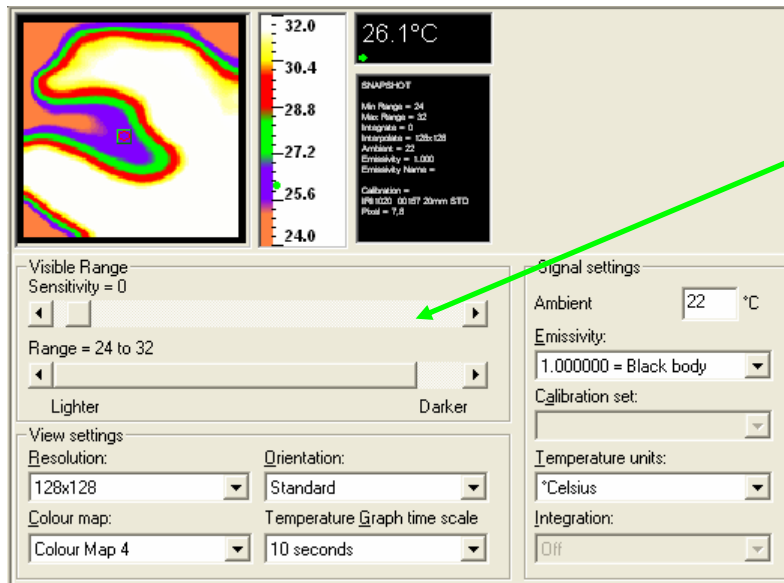 32.0
30.4
28.8
27.2
25.6
24.0
26.1°C
SNAPSHOT
Min Range = 24
Max Range = 32
Integrate = 0
Interpolate = 128x128
Ambient = 22
Emissivity = 1.000
Emissivity Name =
Calibration =
20mm STD
Pixel = 7,8
Visible Range
Sensitivity = 0
Range = 24 to 32
Lighter Darker
View settings
Resolution: Orientation:
128x128 Standard
Colour map: Temperature Graph time scale
Colour Map 4 10 seconds
Signal settings
Ambient 22 °C
Emissivity:
1.000000 = Black body
Calibration set:
Temperature units:
°Celsius
Integration:
Off